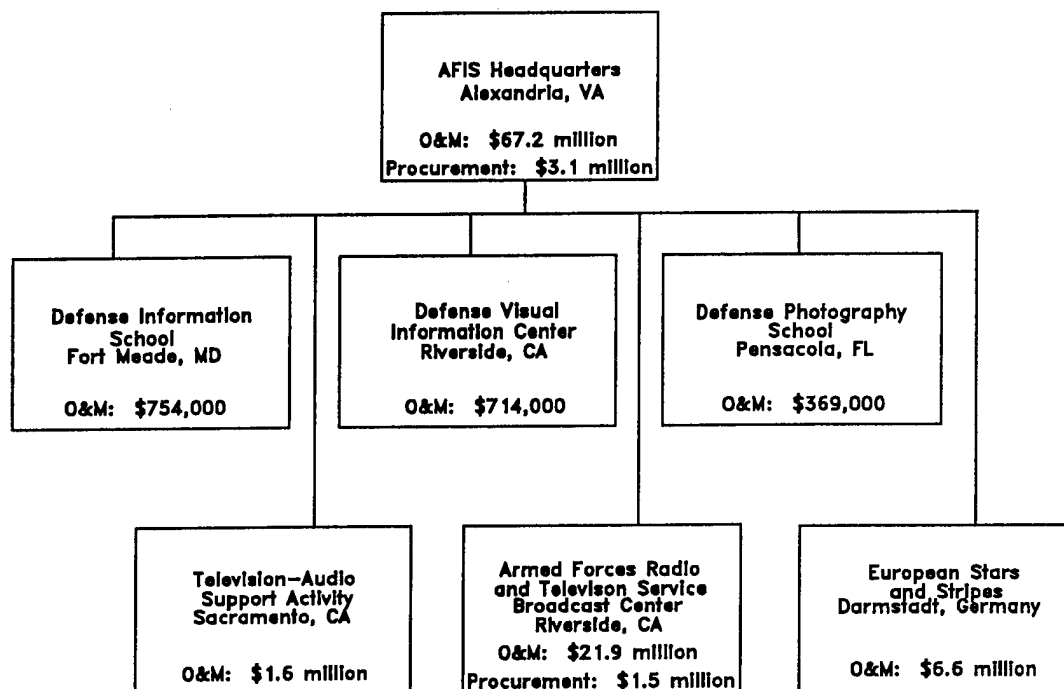 AFIS Headquarters
Alexandria, VA
O&M: $67.2 million
Procurement: $3.1 million
Defense Information
School
Fort Meade, MD
O&M: $754,000
Defense Visual
Information Center
Riverside, CA
O&M: $714,000
Defense Photography
School
Pensacola, FL
O&M: $369,000
Television-Audio
Support Activity
Sacramento, CA
O&M: $1.6 million
Armed Forces Radio
and Televison Service
Broadcast Center
Riverside, CA
O&M: $21.9 million
Procurement: $1.5 million
European Stars
and Stripes
Darmstadt, Germany
O&M: $6.6 million